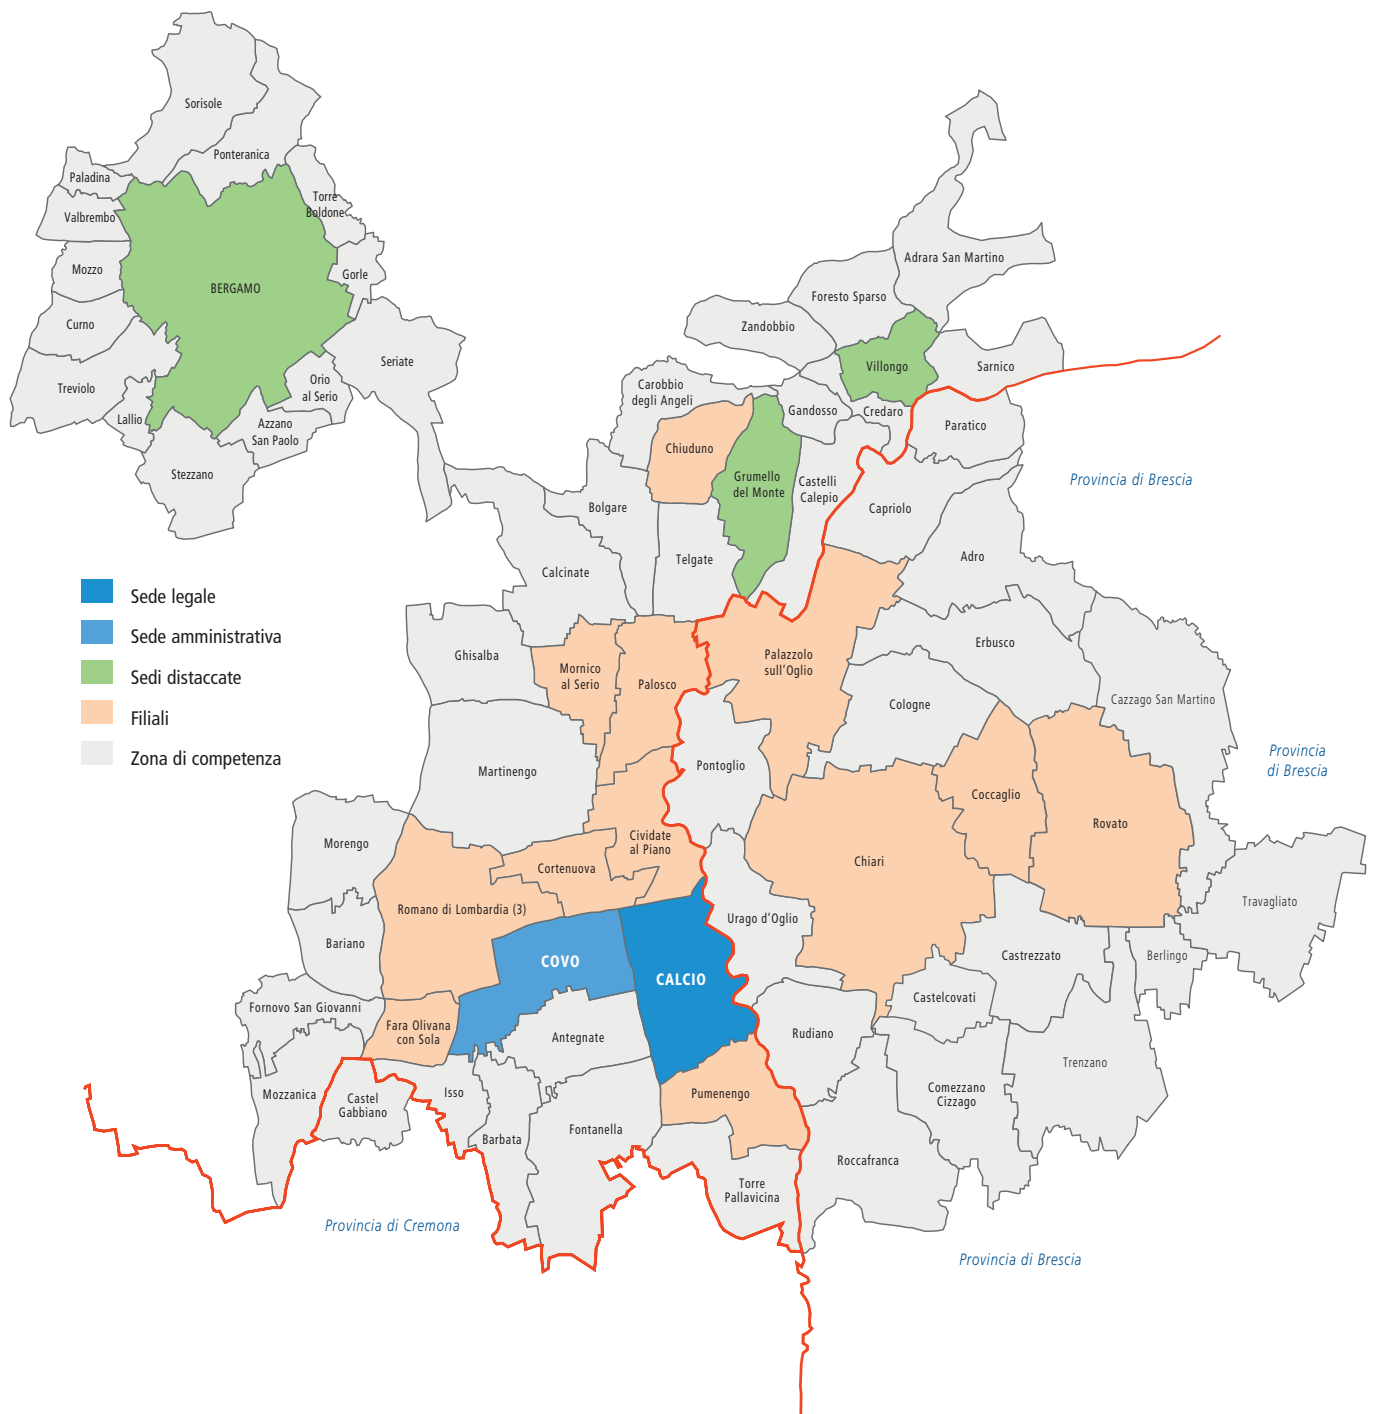 Sorisole
Ponteranica
Paladina
Torre
Boldone
Valbrembo
Mozzo
Gorle
BERGAMO
Curno
Seriate
Treviolo
Orio
al Serio
Lallio
Azzano
San Paolo
Stezzano
Adrara San Martino
Foresto Sparso
Zandobbio
Villongo
Sarnico
Carobbio
degli Angeli
Gandosso
Credaro
Paratico
Chiuduno
Grumello
del Monte
Castelli
Calepio
Provincia di Brescia
Bolgare
Capriolo
Telgate
Adro
Calcinate
Sede legale
Sede amministrativa
Sedi distaccate
Filiali
Zona di competenza
Ghisalba
Mornico
al Serio
Palosco
Palazzolo
sull'Oglio
Erbusco
Cologne
Cazzago San Martino
Martinengo
Pontoglio
Coccaglio
Provincia
di Brescia
Rovato
Morengo
Cividate
al Piano
Cortenuova
Chiari
Romano di Lombardia (3)
Urago d'Oglio
Travagliato
Bariano
COVO
CALCIO
Castrezzato
Berlingo
Fornovo San Giovanni
Fara Olivana
con Sola
Antegnate
Rudiano
Castelcovati
Trenzano
Mozzanica
Castel
Gabbiano
Isso
Pumenengo
Comezzano
Cizzago
Barbata
Fontanella
Roccafranca
Torre
Pallavicina
Provincia di Cremona
Provincia di Brescia